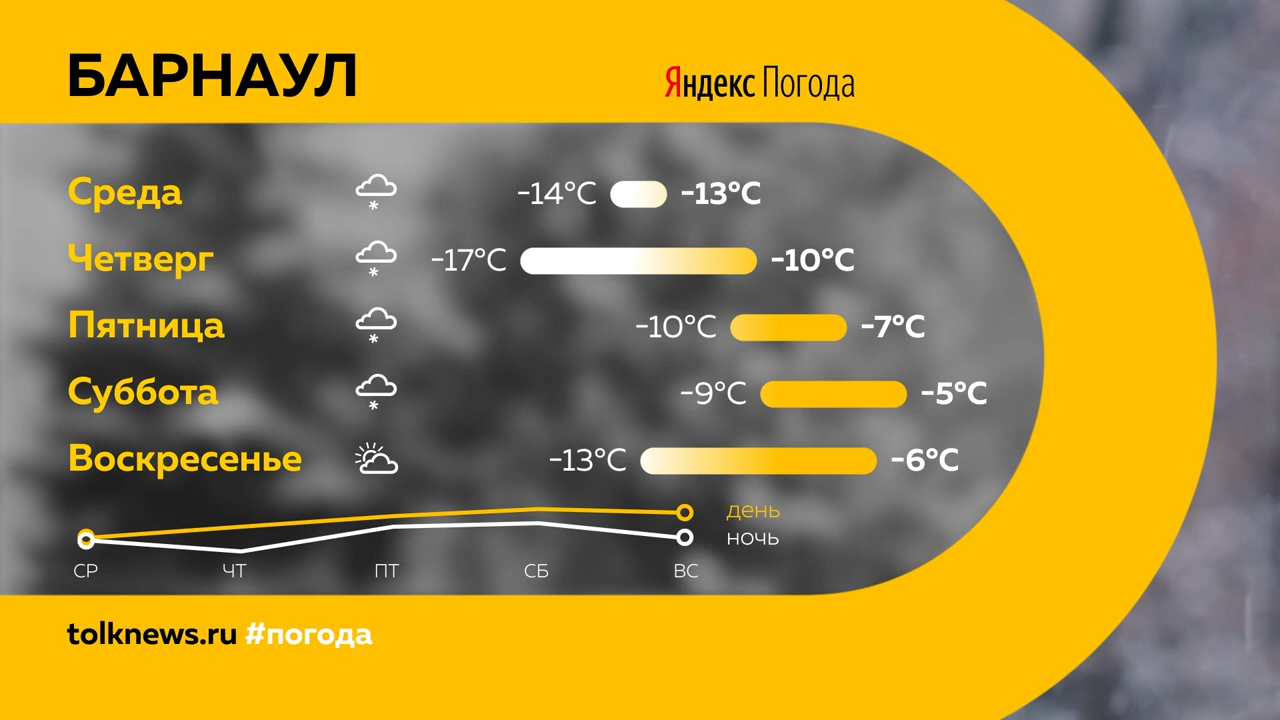 БАРНАУЛ
Яндекс Погода
Среда -14°C -13°C
Четверг -17°C -10°C
Пятница -10°C -7°C
Суббота -9°C -5°C
Воскресенье -13°C -6°C
день
ночь
СР ЧТ ПТ СБ ВС
tolknews.ru #погода